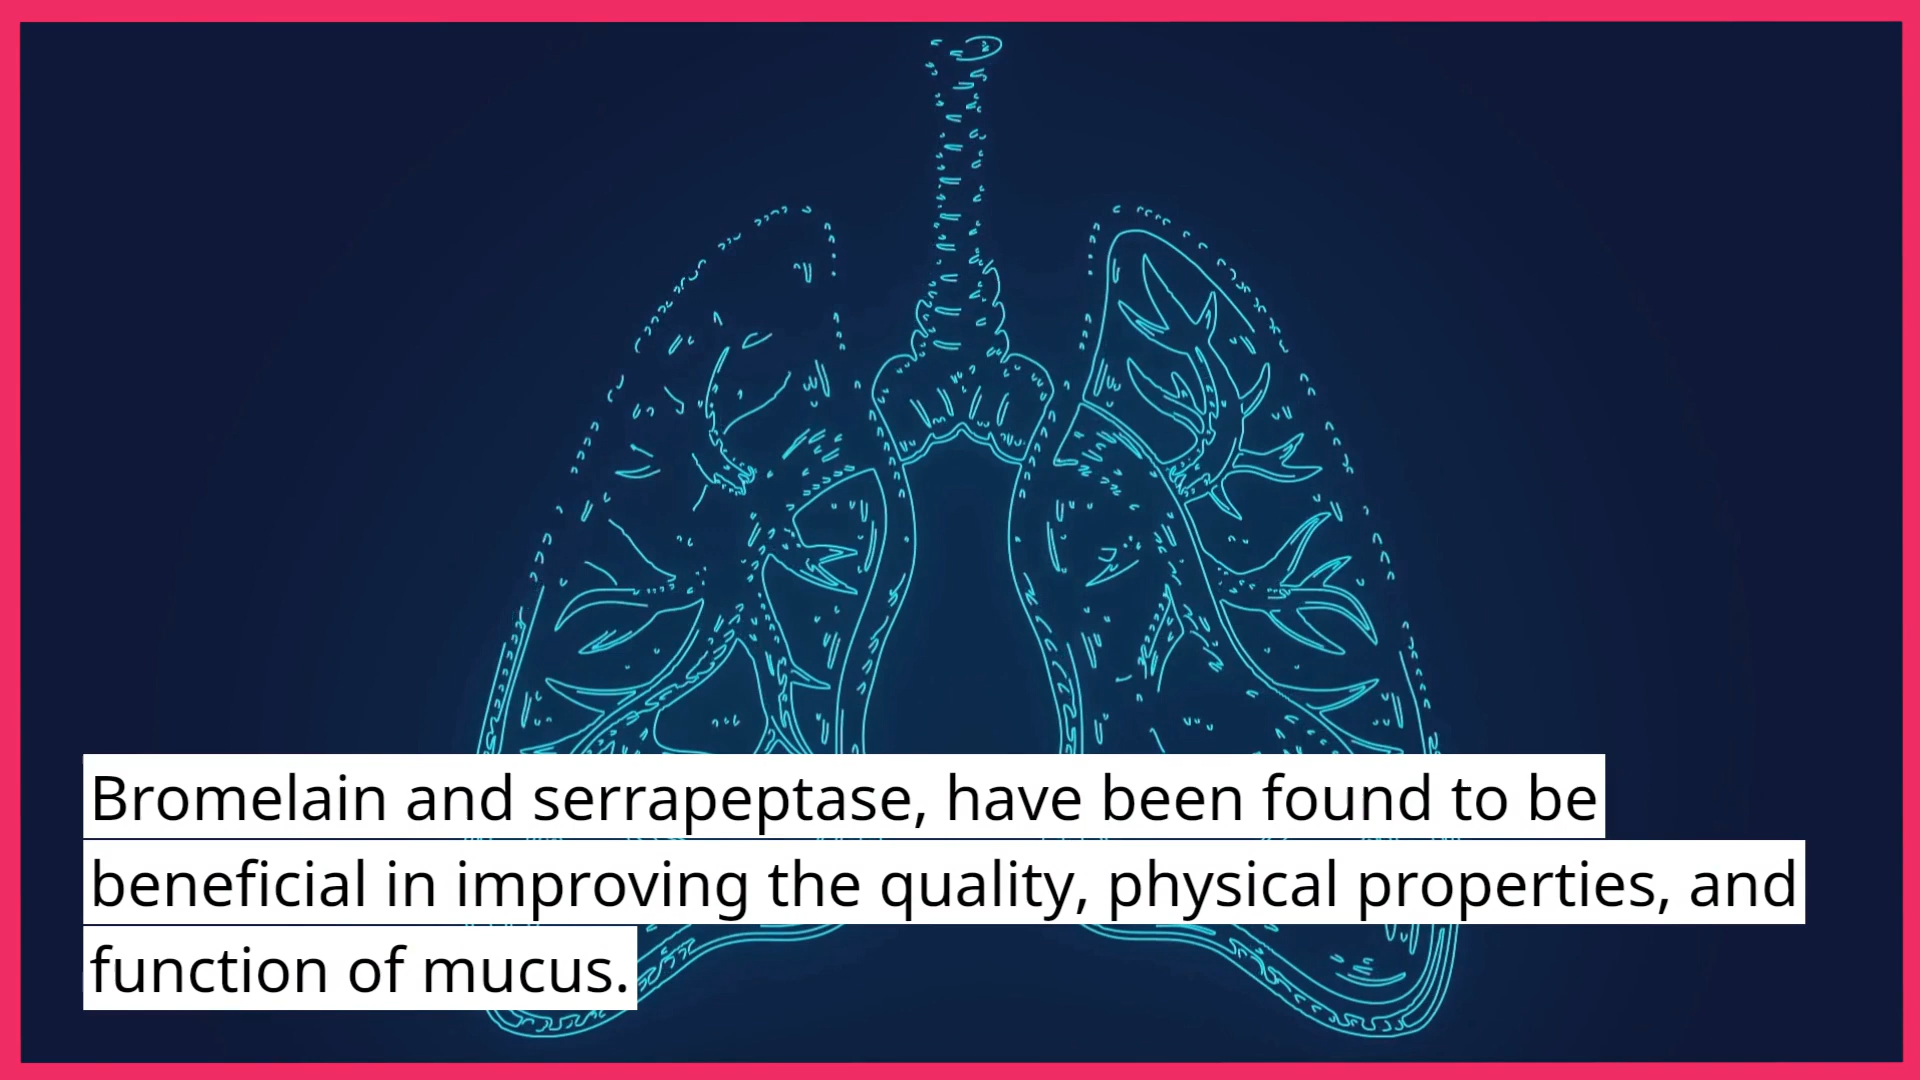 Bromelain and serrapeptase, have been found to be
beneficial in improving the quality, physical properties, and
function of mucus.